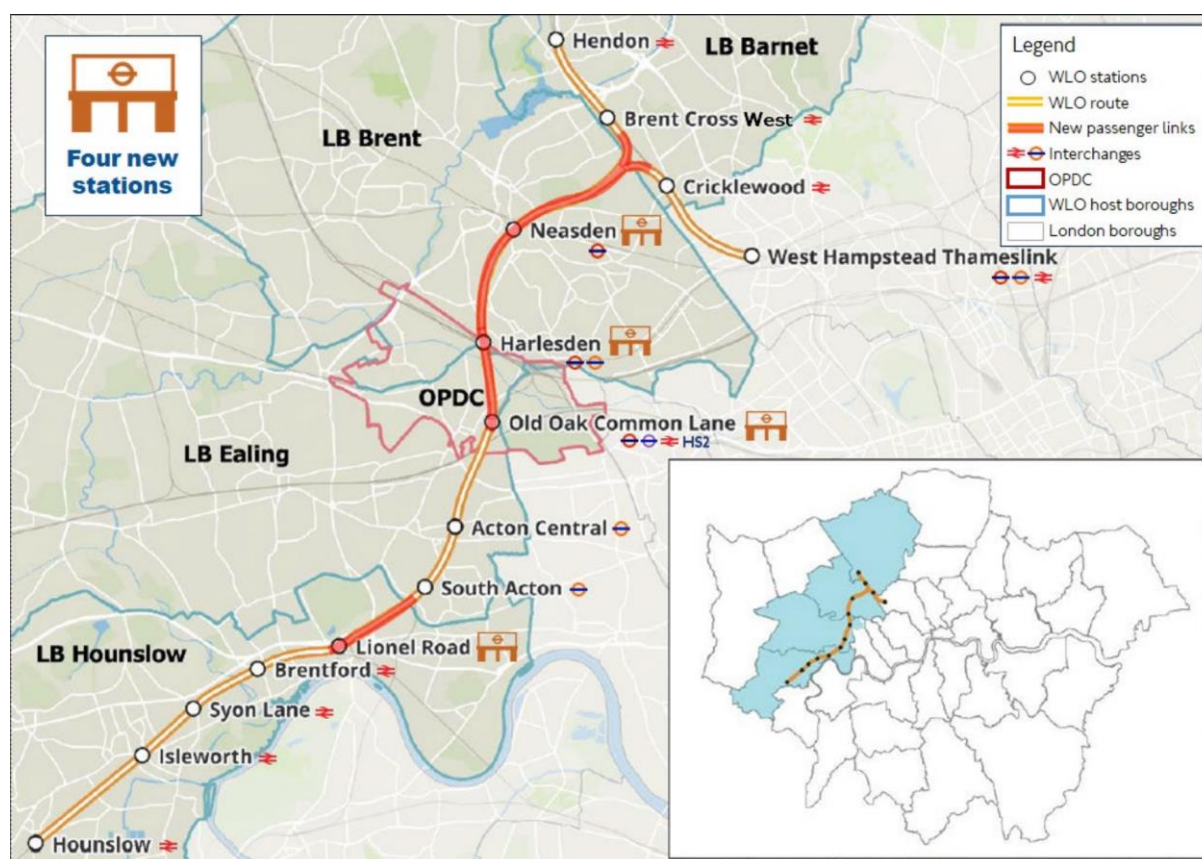 Four new
stations
Hendon
LB Barnet
Legend
WLO stations
WLO route
New passenger links
Interchanges
OPDC
WLO host boroughs
London boroughs
Brent Cross West
LB Brent
Cricklewood
Neasden
West Hampstead Thameslink
Harlesden
OPDC
Old Oak Common Lane
HS2
LB Ealing
Acton Central
South Acton
Lionel Road
LB Hounslow
Brentford
Syon Lane
Isleworth
Hounslow